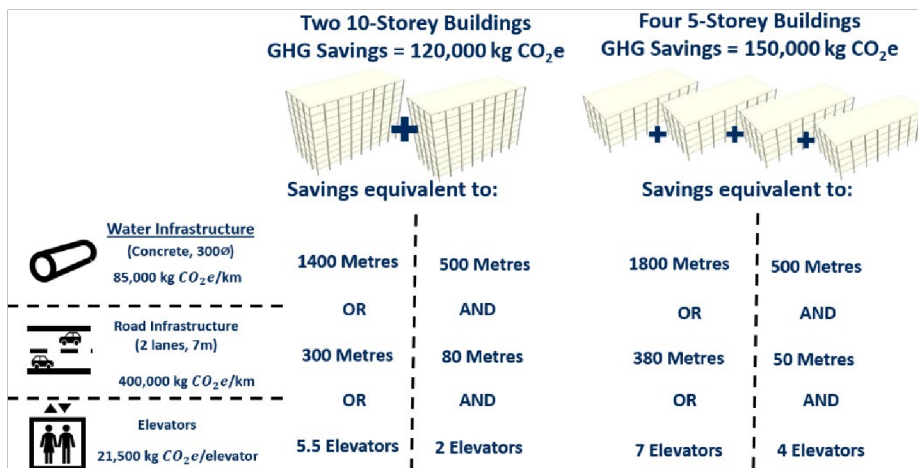 Two 10-Storey Buildings
GHG Savings = 120,000 kg CO₂e
Four 5-Storey Buildings
GHG Savings = 150,000 kg CO₂e
Savings equivalent to:
Savings equivalent to:
Water Infrastructure
(Concrete, 300Ø)
85,000 kg CO₂e/km
1400 Metres
500 Metres
1800 Metres
500 Metres
OR
AND
OR
AND
Road Infrastructure
(2 lanes, 7m)
400,000 kg CO₂e/km
300 Metres
80 Metres
380 Metres
50 Metres
OR
AND
OR
AND
Elevators
21,500 kg CO₂e/elevator
5.5 Elevators
2 Elevators
7 Elevators
4 Elevators